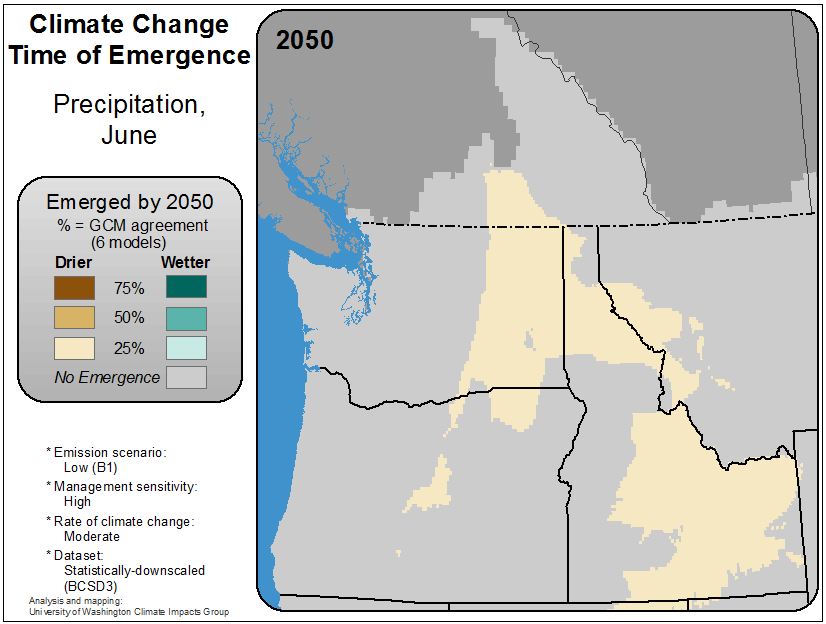 Climate Change
Time of Emergence
Precipitation,
June
Emerged by 2050
% = GCM agreement
(6 models)
Drier Wetter
75%
50%
25%
No Emergence
* Emission scenario:
Low (B1)
* Management sensitivity:
High
* Rate of climate change:
Moderate
* Dataset:
Statistically-downscaled
(BCSD3)
Analysis and mapping:
University of Washington Climate Impacts Group
2050